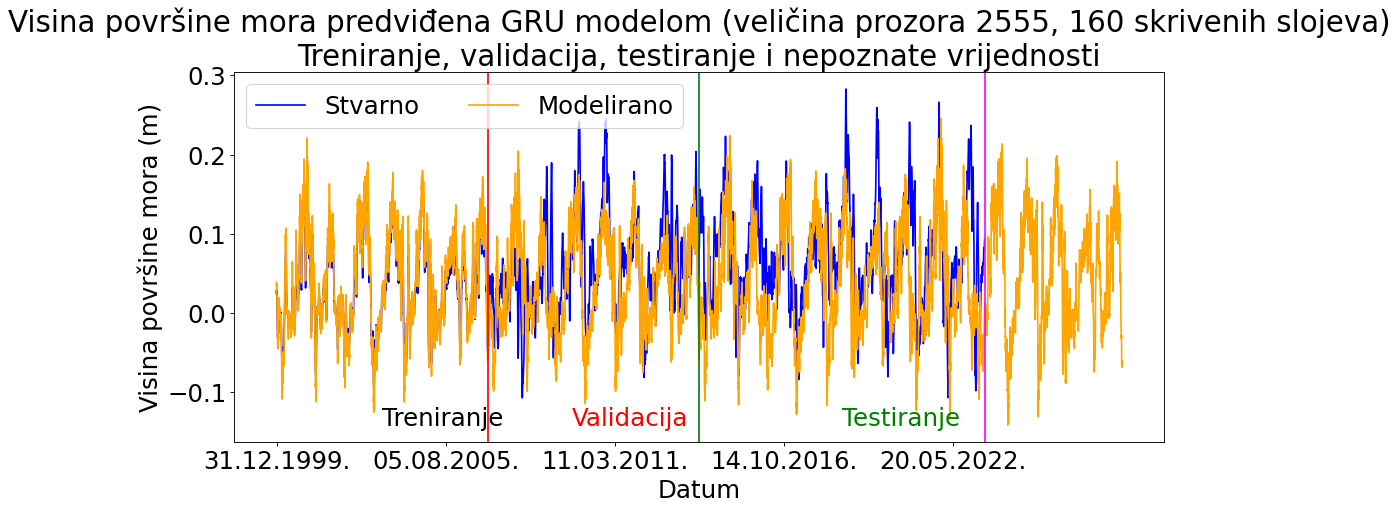 Visina površine mora predviđena GRU modelom (veličina prozora 2555, 160 skrivenih slojeva)
Treniranje, validacija, testiranje i nepoznate vrijednosti
Stvarno
Modelirano
Visina površine mora (m)
0.3
0.2
0.1
0.0
−0.1
Treniranje
Validacija
Testiranje
31.12.1999.
05.08.2005.
11.03.2011.
14.10.2016.
20.05.2022.
Datum